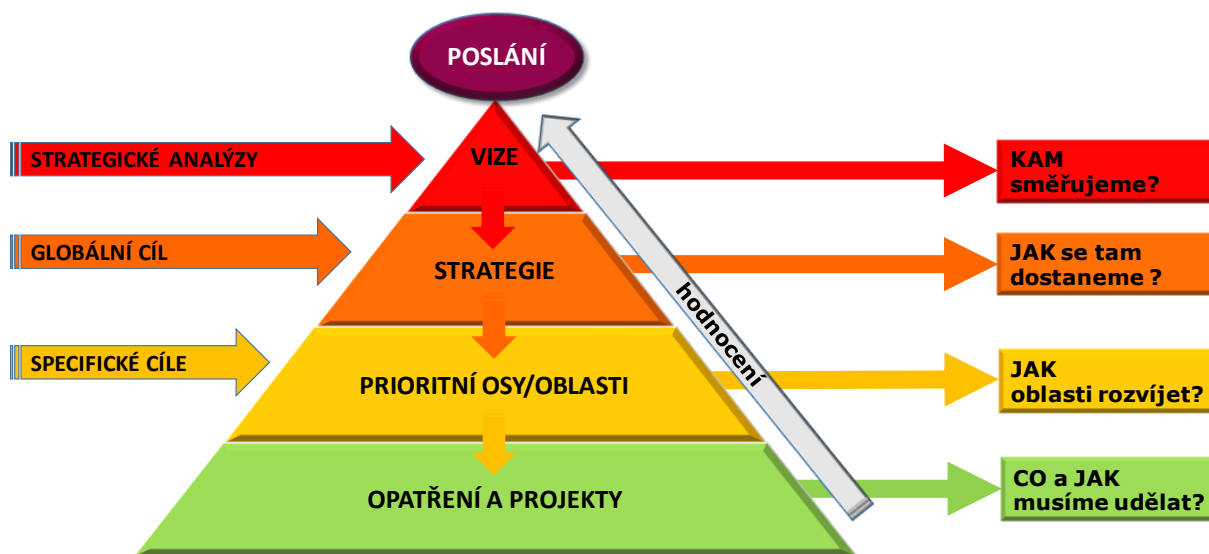 POSLÁNÍ
STRATEGICKÉ ANALÝZY
VIZE
KAM
směřujeme?
GLOBÁLNÍ CÍL
STRATEGIE
JAK se tam
dostaneme ?
hodnocení
SPECIFICKÉ CÍLE
PRIORITNÍ OSY/OBLASTI
JAK
oblasti rozvíjet?
OPATŘENÍ A PROJEKTY
CO a JAK
musíme udělat?